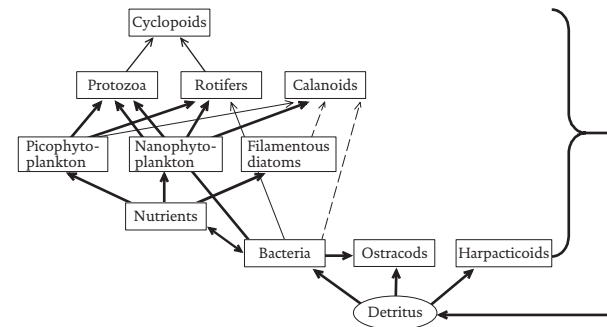 Cyclopoids
Protozoa
Rotifers
Calanoids
Picophyto-
plankton
Nanophyto-
plankton
Filamentous
diatoms
Nutrients
Bacteria
Ostracods
Harpacticoids
Detritus